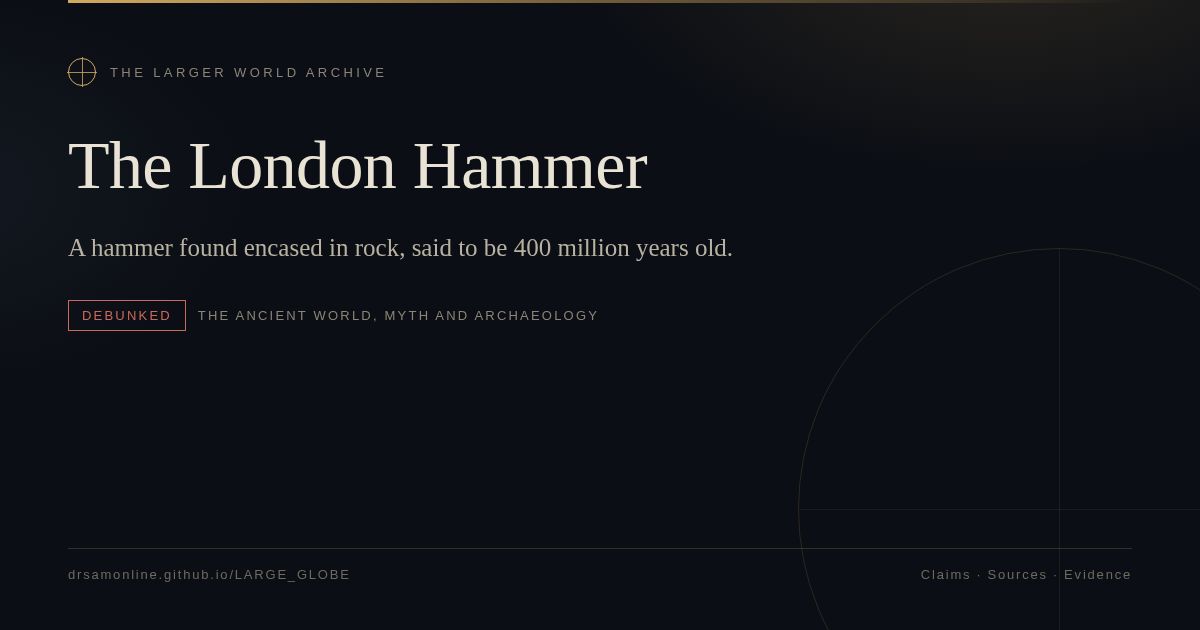 THE LARGER WORLD ARCHIVE
The London Hammer
A hammer found encased in rock, said to be 400 million years old.
DEBUNKED THE ANCIENT WORLD, MYTH AND ARCHAEOLOGY
drsamonline.github.io/LARGE_GLOBE Claims · Sources · Evidence